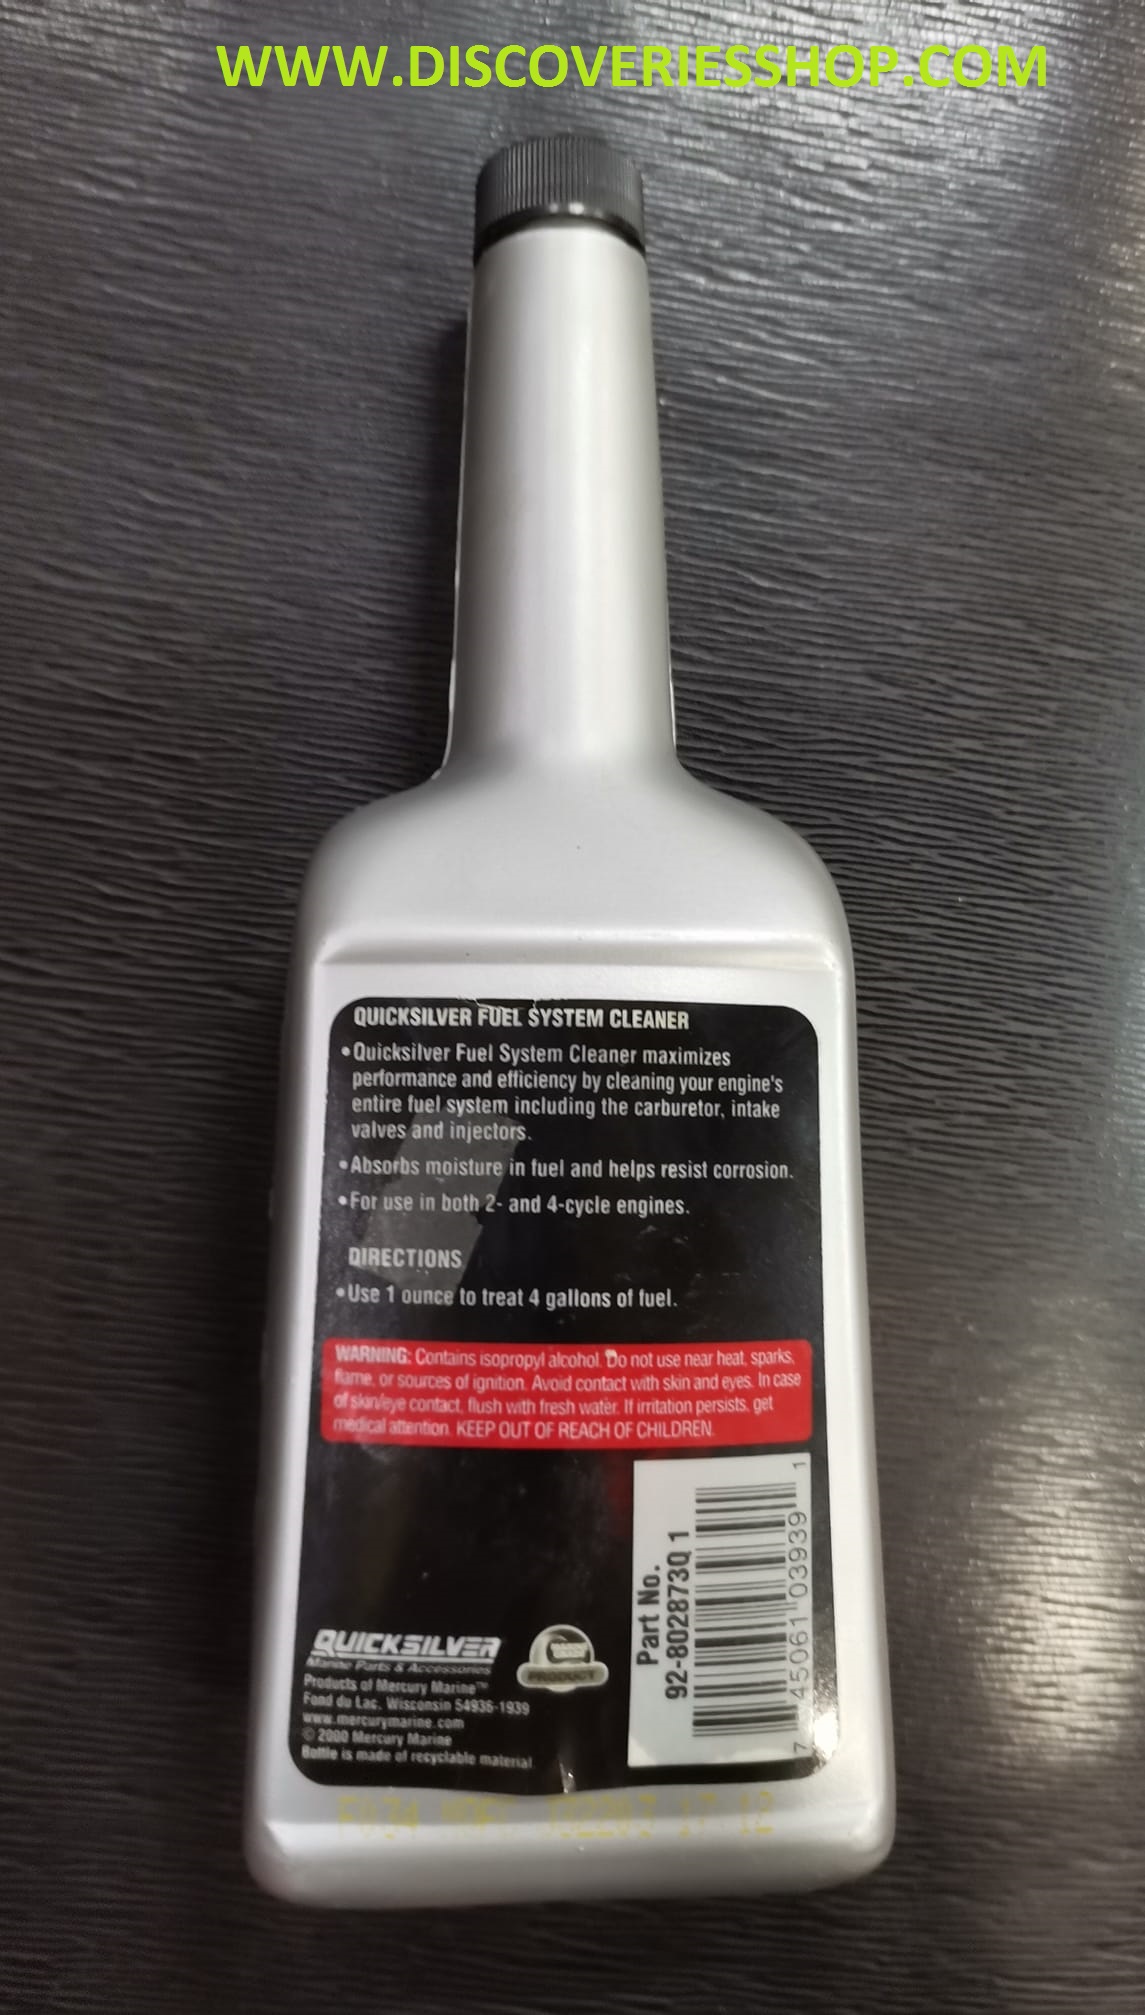 WWW.DISCOVERIESSHOP.COM
QUICKSILVER FUEL SYSTEM CLEANER
•Quicksilver Fuel System Cleaner maximizes
performance and efficiency by cleaning your engine's
entire fuel system including the carburetor, intake
valves and injectors.
•Absorbs moisture in fuel and helps resist corrosion.
•For use in both 2- and 4-cycle engines.
DIRECTIONS
•Use 1 ounce to treat 4 gallons of fuel.
WARNING: Contains isopropyl alcohol. Do not use near heat, sparks,
flame, or sources of ignition. Avoid contact with skin and eyes. In case
of skin/eye contact, flush with fresh water. If irritation persists, get
medical attention. KEEP OUT OF REACH OF CHILDREN.
Part No.
92-802873Q 1
7 45061 03939 1
QUICKSILVER
Marine Parts & Accessories
PRODUCT
Products of Mercury Marine™
Fond du Lac, Wisconsin 54936-1939
www.mercurymarine.com
© 2000 Mercury Marine
Bottle is made of recyclable material
17:12